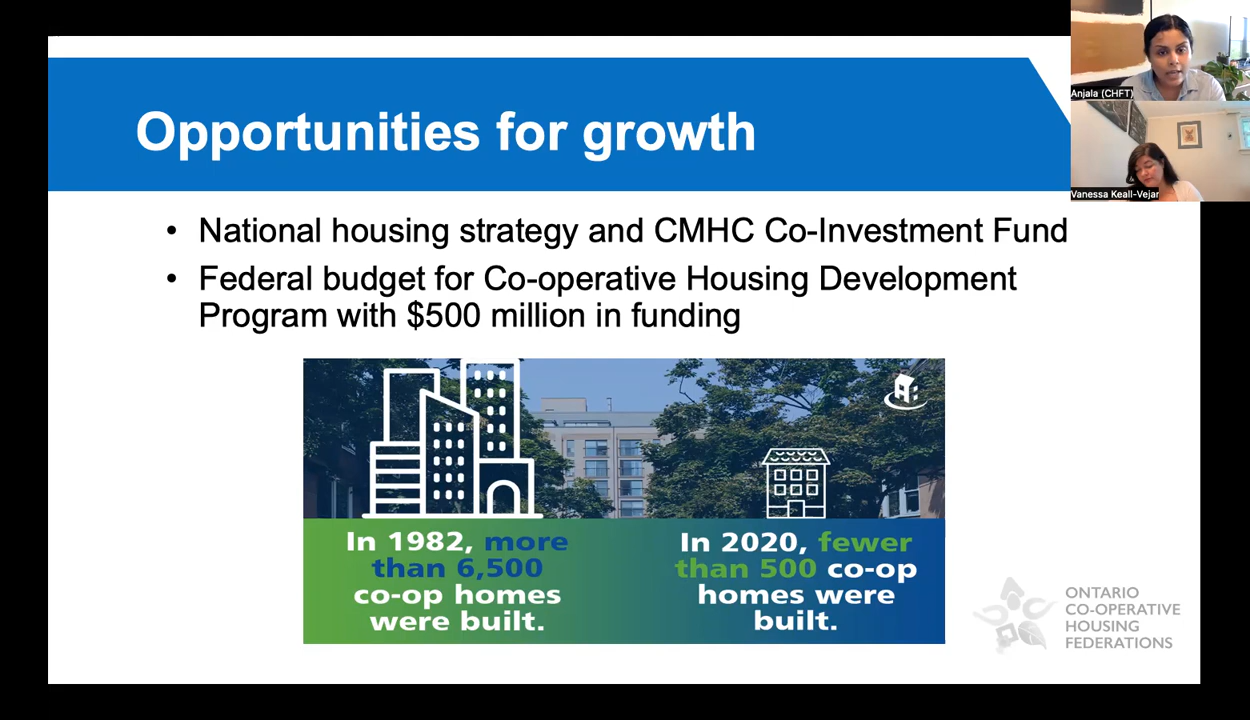 Opportunities for growth
Anjala (CHFT)
Vanessa Keall-Vejar
• National housing strategy and CMHC Co-Investment Fund
• Federal budget for Co-operative Housing Development
Program with $500 million in funding
In 1982, more
than 6,500
co-op homes
were built.
In 2020, fewer
than 500 co-op
homes were
built.
ONTARIO
CO-OPERATIVE
HOUSING
FEDERATIONS